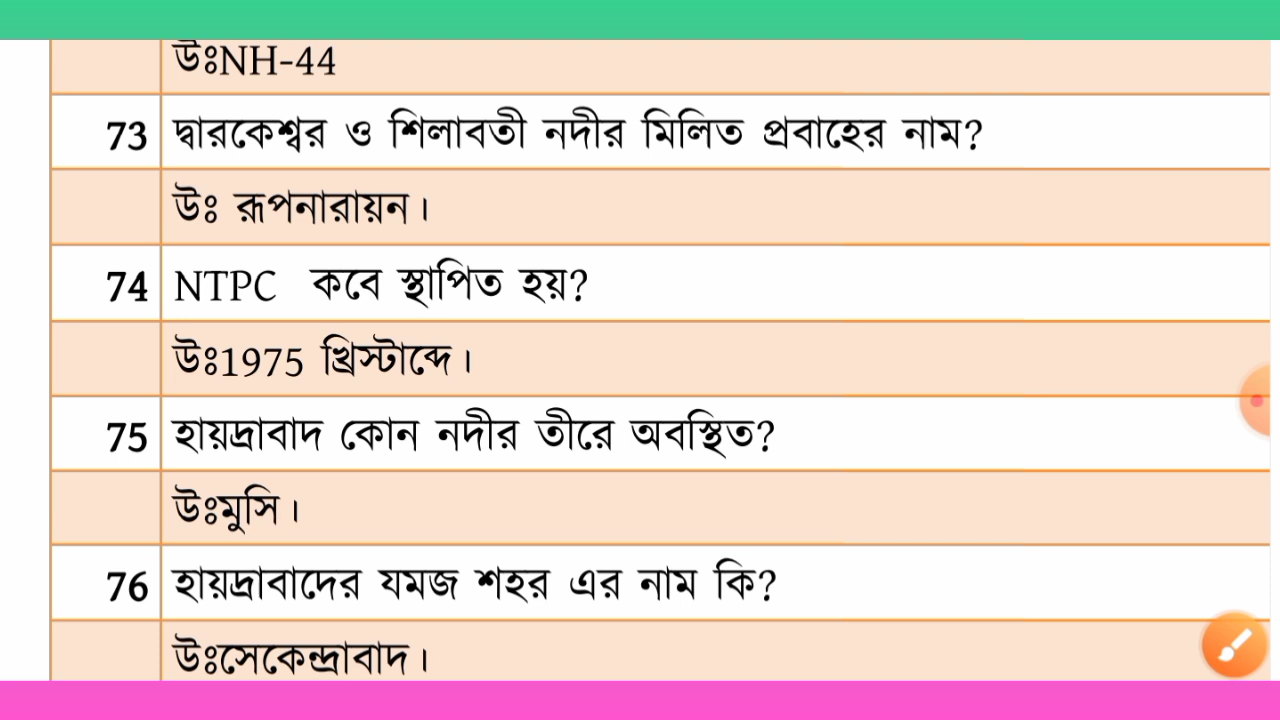 উঃNH-44
73 দ্বারকেশ্বর ও শিলাবতী নদীর মিলিত প্রবাহের নাম?
উঃ রূপনারায়ন।
74 NTPC কবে স্থাপিত হয়?
উঃ1975 খ্রিস্টাব্দে।
75 হায়দ্রাবাদ কোন নদীর তীরে অবস্থিত?
উঃমুসি।
76 হায়দ্রাবাদের যমজ শহর এর নাম কি?
উঃসেকেন্দ্রাবাদ।